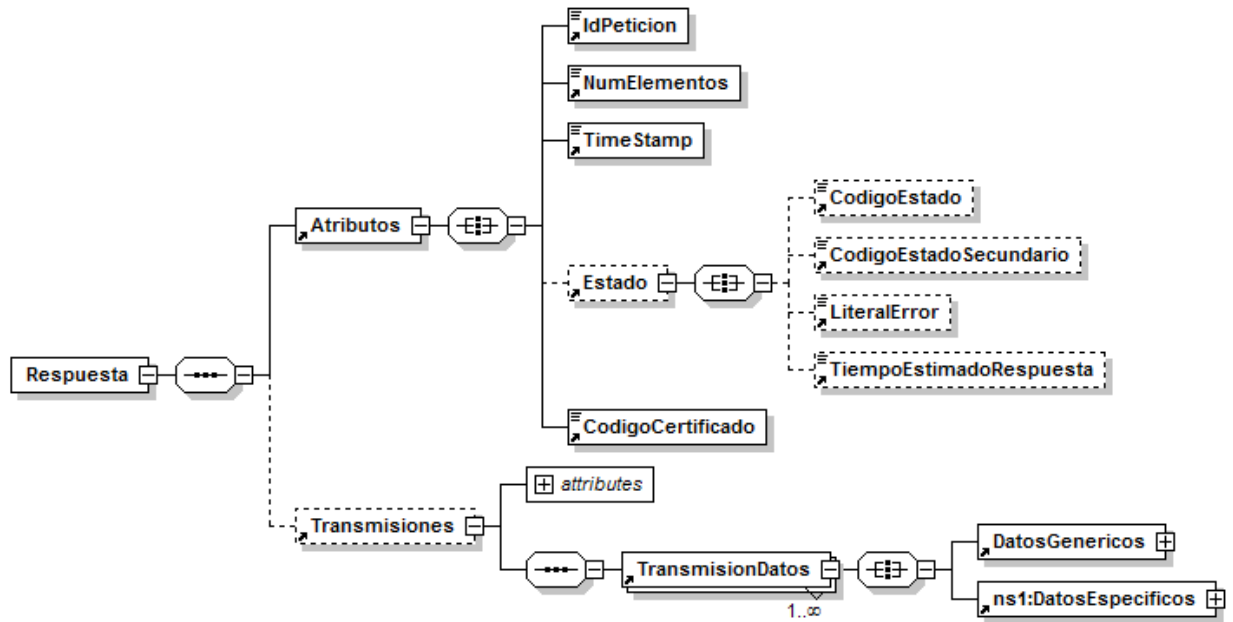 IdPeticion
NumElementos
TimeStamp
CodigoEstado
Atributos
CodigoEstadoSecundario
Estado
LiteralError
Respuesta
TiempoEstimadoRespuesta
CodigoCertificado
attributes
Transmisiones
DatosGenericos
TransmisionDatos
1..∞
ns1:DatosEspecificos